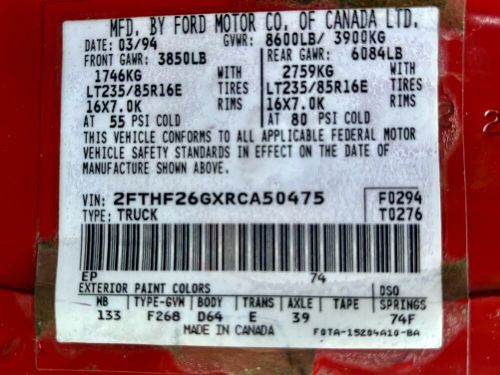 MFD. BY FORD MOTOR CO. OF CANADA LTD.
DATE: 03/94 GVWR: 8600LB/ 3900KG
FRONT GAWR: 3850LB REAR GAWR: 6084LB
1746KG WITH 2759KG WITH
LT235/85R16E TIRES LT235/85R16E TIRES
16X7.0K RIMS 16X7.0K RIMS
AT 55 PSI COLD AT 80 PSI COLD
THIS VEHICLE CONFORMS TO ALL APPLICABLE FEDERAL MOTOR
VEHICLE SAFETY STANDARDS IN EFFECT ON THE DATE OF
MANUFACTURE SHOWN ABOVE.
VIN: 2FTHF26GXRCA50475 F0294
TYPE: TRUCK T0276
EP 74
EXTERIOR PAINT COLORS DSO
WB TYPE-GVW BODY TRANS AXLE TAPE SPRINGS
133 F268 D64 E 39 74F
MADE IN CANADA F0TA-15204A10-BA